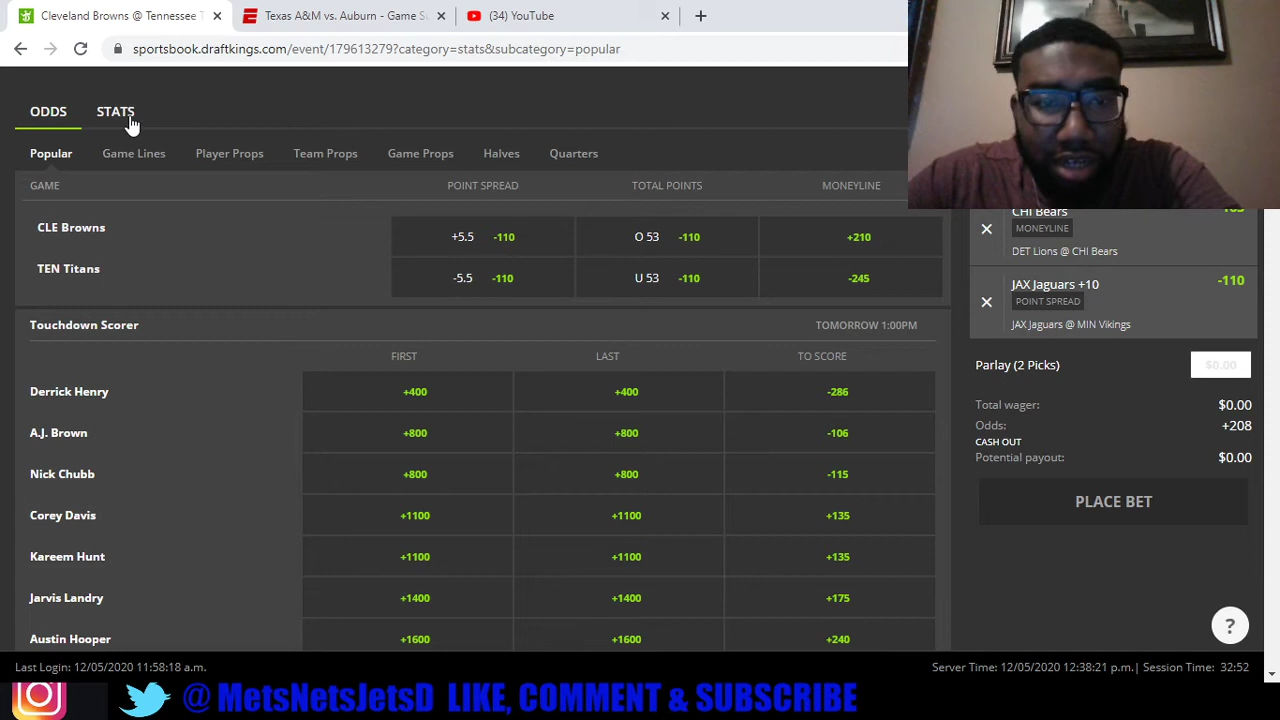 Cleveland Browns @ Tennessee T
Texas A&M vs. Auburn - Game Su
(34) YouTube
sportsbook.draftkings.com/event/179613279?category=stats&subcategory=popular
ODDS STATS
Popular Game Lines Player Props Team Props Game Props Halves Quarters
GAME POINT SPREAD TOTAL POINTS MONEYLINE
CLE Browns +5.5 -110 O 53 -110 +210
TEN Titans -5.5 -110 U 53 -110 -245
Touchdown Scorer TOMORROW 1:00PM
FIRST LAST TO SCORE
Derrick Henry +400 +400 -286
A.J. Brown +800 +800 -106
Nick Chubb +800 +800 -115
Corey Davis +1100 +1100 +135
Kareem Hunt +1100 +1100 +135
Jarvis Landry +1400 +1400 +175
Austin Hooper +1600 +1600 +240
CHI Bears
MONEYLINE
DET Lions @ CHI Bears
JAX Jaguars +10 -110
POINT SPREAD
JAX Jaguars @ MIN Vikings
Parlay (2 Picks) $0.00
Total wager: $0.00
Odds: +208
CASH OUT
Potential payout: $0.00
PLACE BET
?
Last Login: 12/05/2020 11:58:18 a.m. Server Time: 12/05/2020 12:38:21 p.m.| Session Time: 32:52
@ MetsNetsJetsD LIKE, COMMENT & SUBSCRIBE